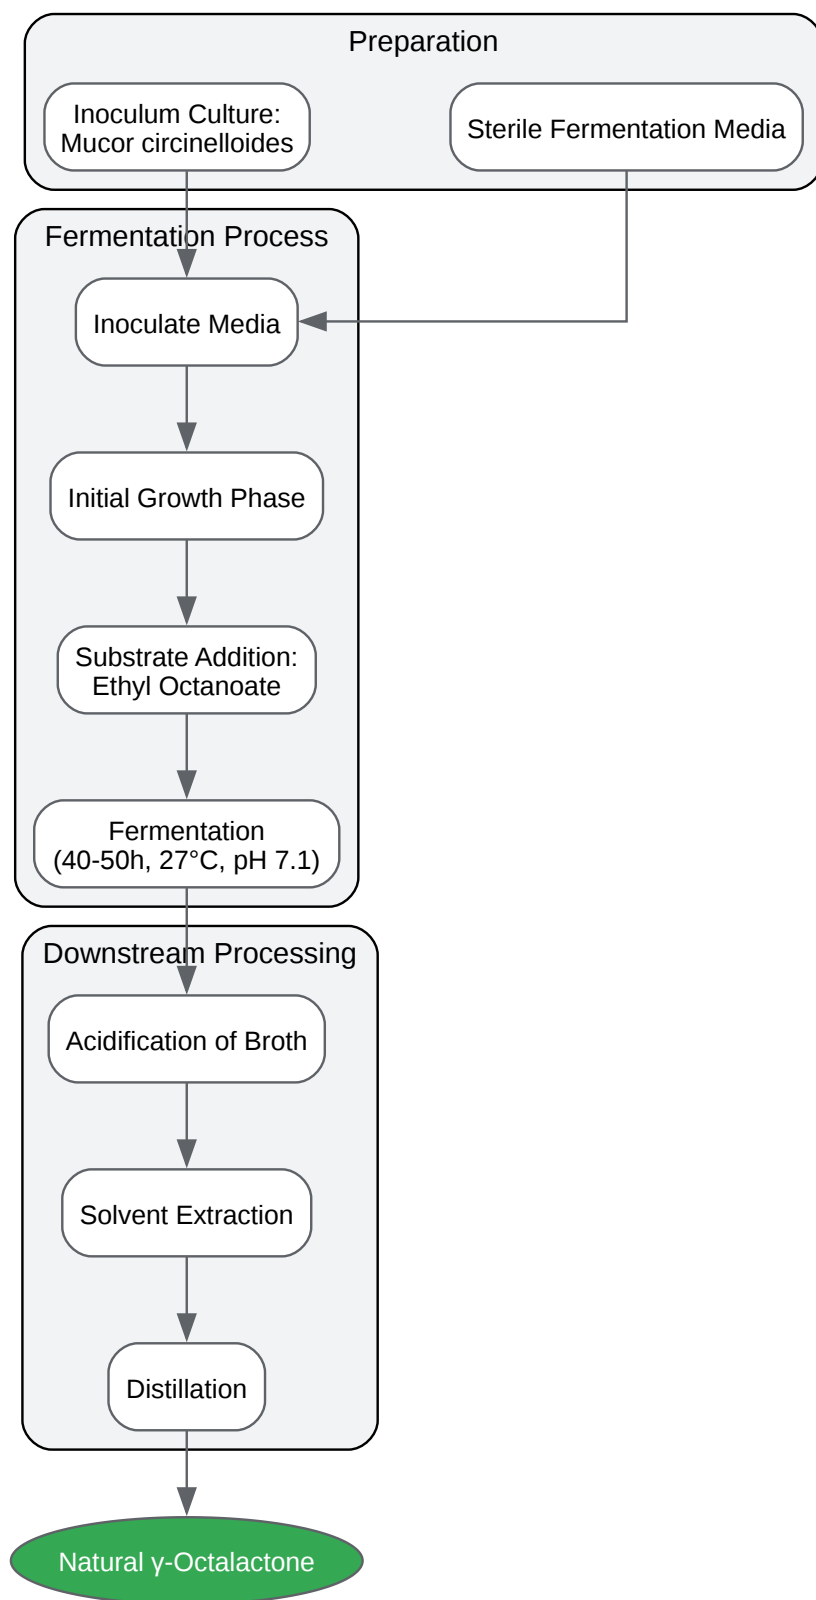 Preparation
Inoculum Culture:
Mucor circinelloides
Sterile Fermentation Media
Fermentation Process
Inoculate Media
Initial Growth Phase
Substrate Addition:
Ethyl Octanoate
Fermentation
(40-50h, 27°C, pH 7.1)
Downstream Processing
Acidification of Broth
Solvent Extraction
Distillation
Natural γ-Octalactone